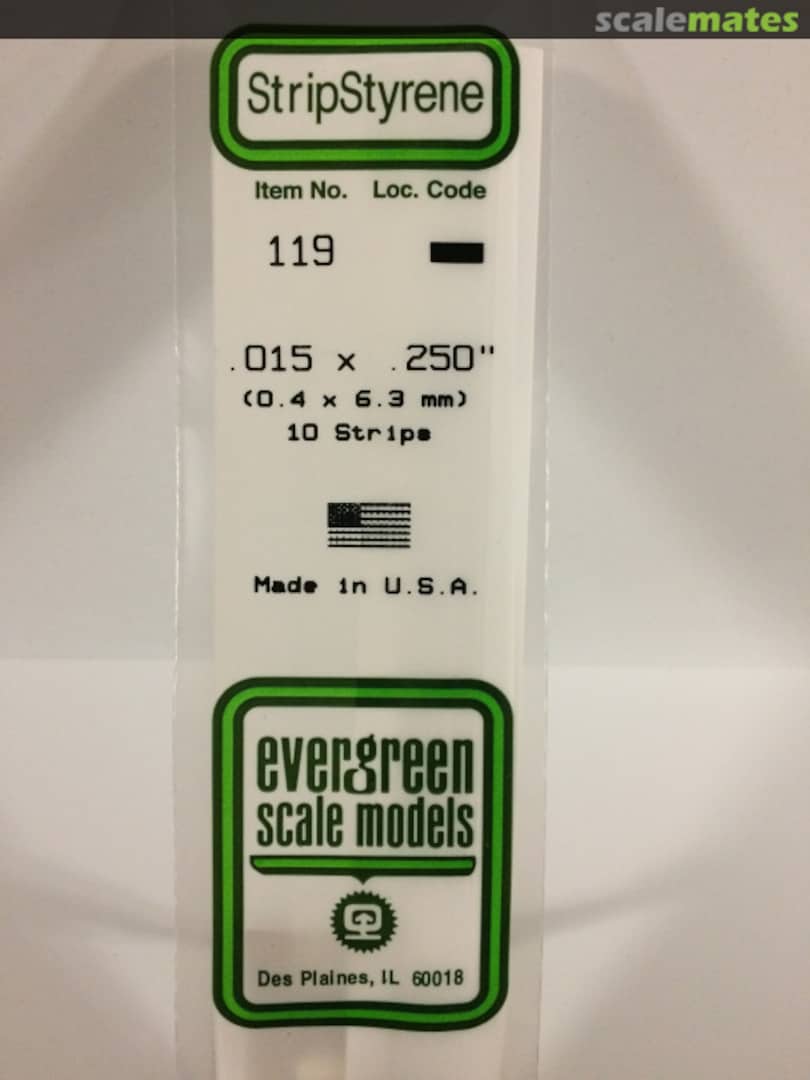 scalemates
StripStyrene
Item No. Loc. Code
119
.015 x .250"
(0.4 x 6.3 mm)
10 Strips
Made in U.S.A.
evergreen
scale models
Des Plaines, IL 60018